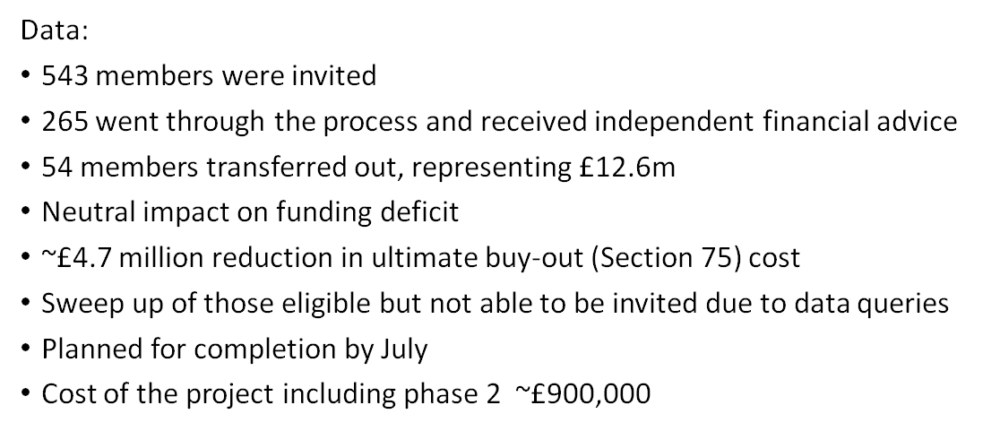 Data:
• 543 members were invited
• 265 went through the process and received independent financial advice
• 54 members transferred out, representing £12.6m
• Neutral impact on funding deficit
• ~£4.7 million reduction in ultimate buy-out (Section 75) cost
• Sweep up of those eligible but not able to be invited due to data queries
• Planned for completion by July
• Cost of the project including phase 2  ~£900,000